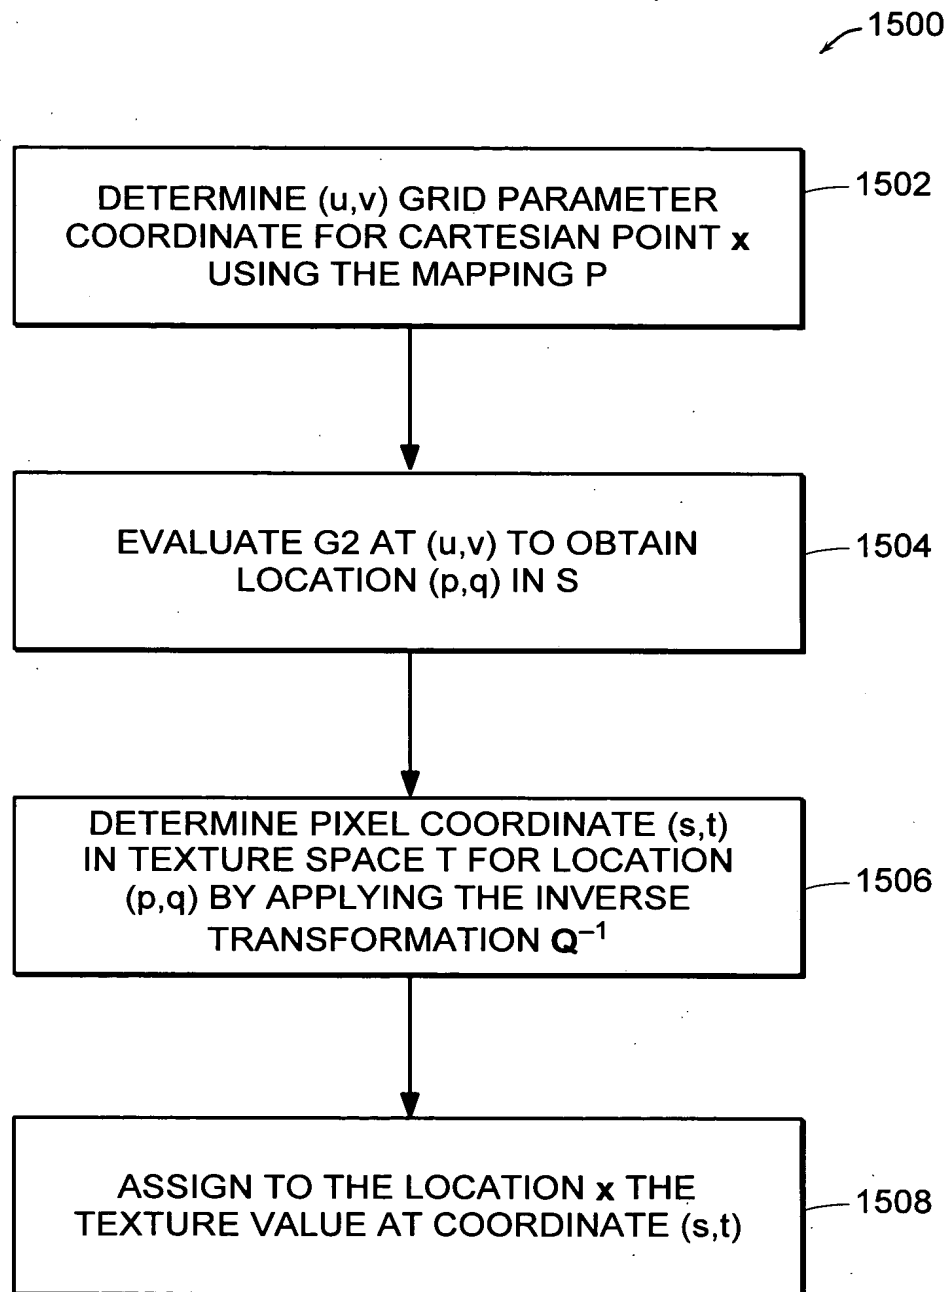 1500
DETERMINE (u,v) GRID PARAMETER
COORDINATE FOR CARTESIAN POINT x
USING THE MAPPING P
1502
EVALUATE G2 AT (u,v) TO OBTAIN
LOCATION (p,q) IN S
1504
DETERMINE PIXEL COORDINATE (s,t)
IN TEXTURE SPACE T FOR LOCATION
(p,q) BY APPLYING THE INVERSE
TRANSFORMATION Q⁻¹
1506
ASSIGN TO THE LOCATION x THE
TEXTURE VALUE AT COORDINATE (s,t)
1508